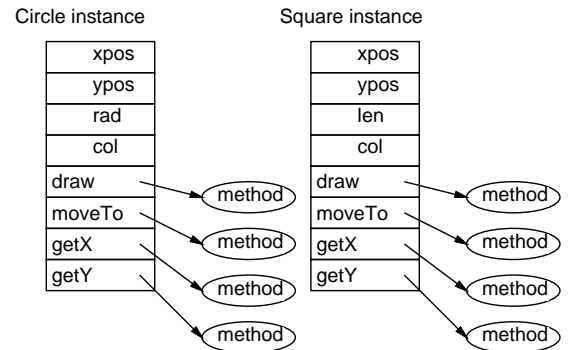 Circle instance
xpos
ypos
rad
col
draw
moveTo
getX
getY
method
method
method
method
Square instance
xpos
ypos
len
col
draw
moveTo
getX
getY
method
method
method
method